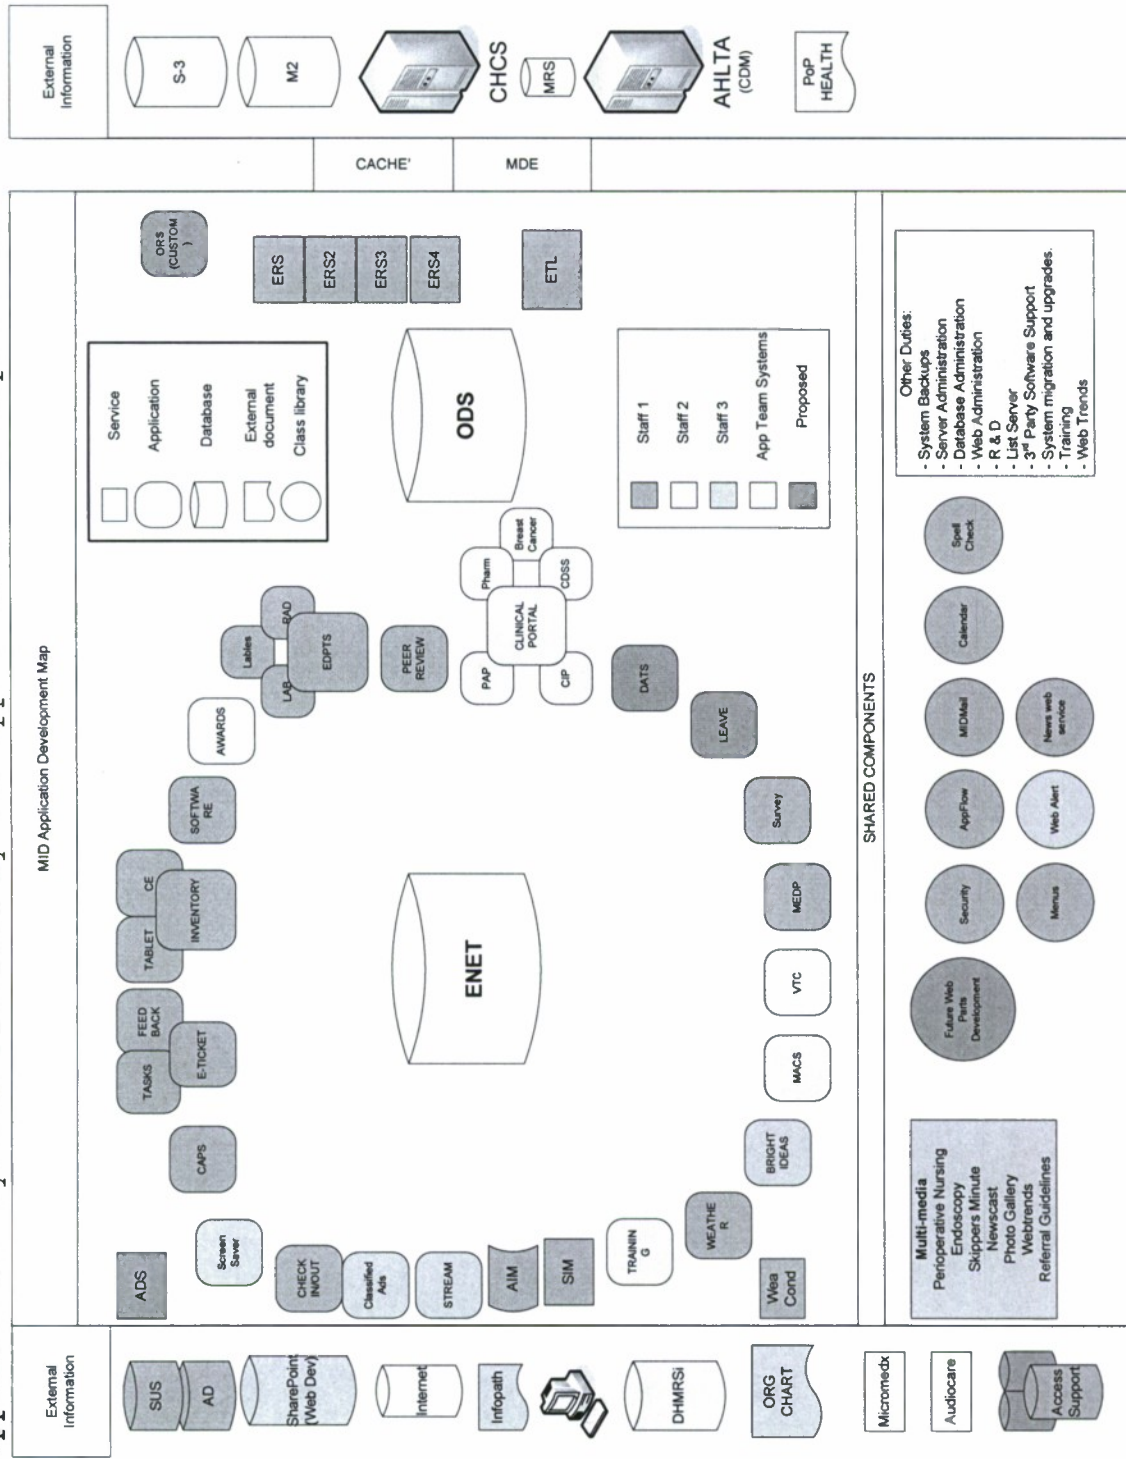 MID Application Development Map
External
Information
SUS
AD
SharePoint
(Web Dev)
Internet
Infopath
DHMRSi
ORG
CHART
Micromedx
Audiocare
Access
Support
ADS
Screen
Saver
CHECK
IN/OUT
Classified
Ads
STREAM
AIM
SIM
TRAININ
G
WEATHE
R
Wea
Cond
CAPS
TASKS
FEED
BACK
E-TICKET
TABLET
CE
INVENTORY
SOFTWA
RE
AWARDS
Lables
LAB
RAD
EDPTS
PEER
REVIEW
PAP
Pharm
CLINICAL
PORTAL
Breast
Cancer
CIP
CDSS
DATS
LEAVE
Survey
MEDP
VTC
MACS
BRIGHT
IDEAS
ENET
ODS
Service
Application
Database
External
document
Class library
Staff 1
Staff 2
Staff 3
App Team Systems
Proposed
ORS
(CUSTOM
)
ERS
ERS2
ERS3
ERS4
ETL
CACHE'
MDE
External
Information
S-3
M2
CHCS
MRS
AHLTA
(CDM)
PoP
HEALTH
SHARED COMPONENTS
Multi-media
Perioperative Nursing
Endoscopy
Skippers Minute
Newscast
Photo Gallery
Webtrends
Referral Guidelines
Future Web
Parts
Development
Security
AppFlow
MIDMail
Calendar
Spell
Check
Menus
Web Alert
News web
service
Other Duties:
- System Backups
- Server Administration
- Database Administration
- Web Administration
- R & D
- List Server
- 3rd Party Software Support
- System migration and upgrades.
- Training
- Web Trends